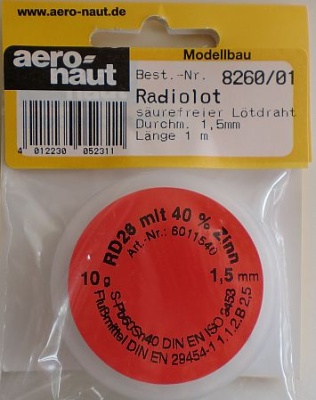 www.aero-naut.de
aero-
naut
Modellbau
Best.-Nr. 8260/01
Radiolot
säurefreier Lötdraht
Durchm. 1,5mm
Länge 1 m
4 012230 052311
RD28 mit 40 % Zinn
Art.-Nr.: 6011540
10 g
1,5 mm
S-Pb60Sn40 DIN EN ISO 9453
Flußmittel DIN EN 29454-1 1.1.2.B 2,5